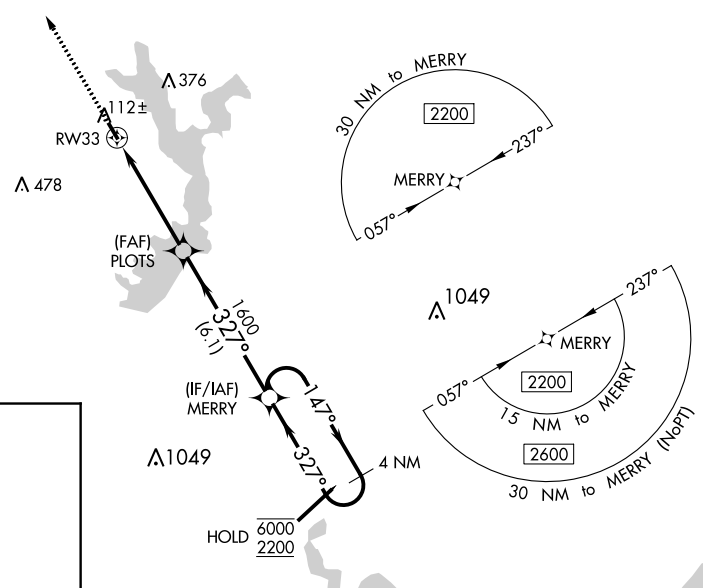 376
112±
RW33
478
(FAF)
PLOTS
1600
327°
(6.1)
(IF/IAF)
MERRY
147°
327°
1049
4 NM
HOLD
6000
2200
30 NM to MERRY
2200
237°
MERRY
057°
1049
237°
MERRY
057°
2200
15 NM to MERRY
2600
30 NM to MERRY (NoPT)